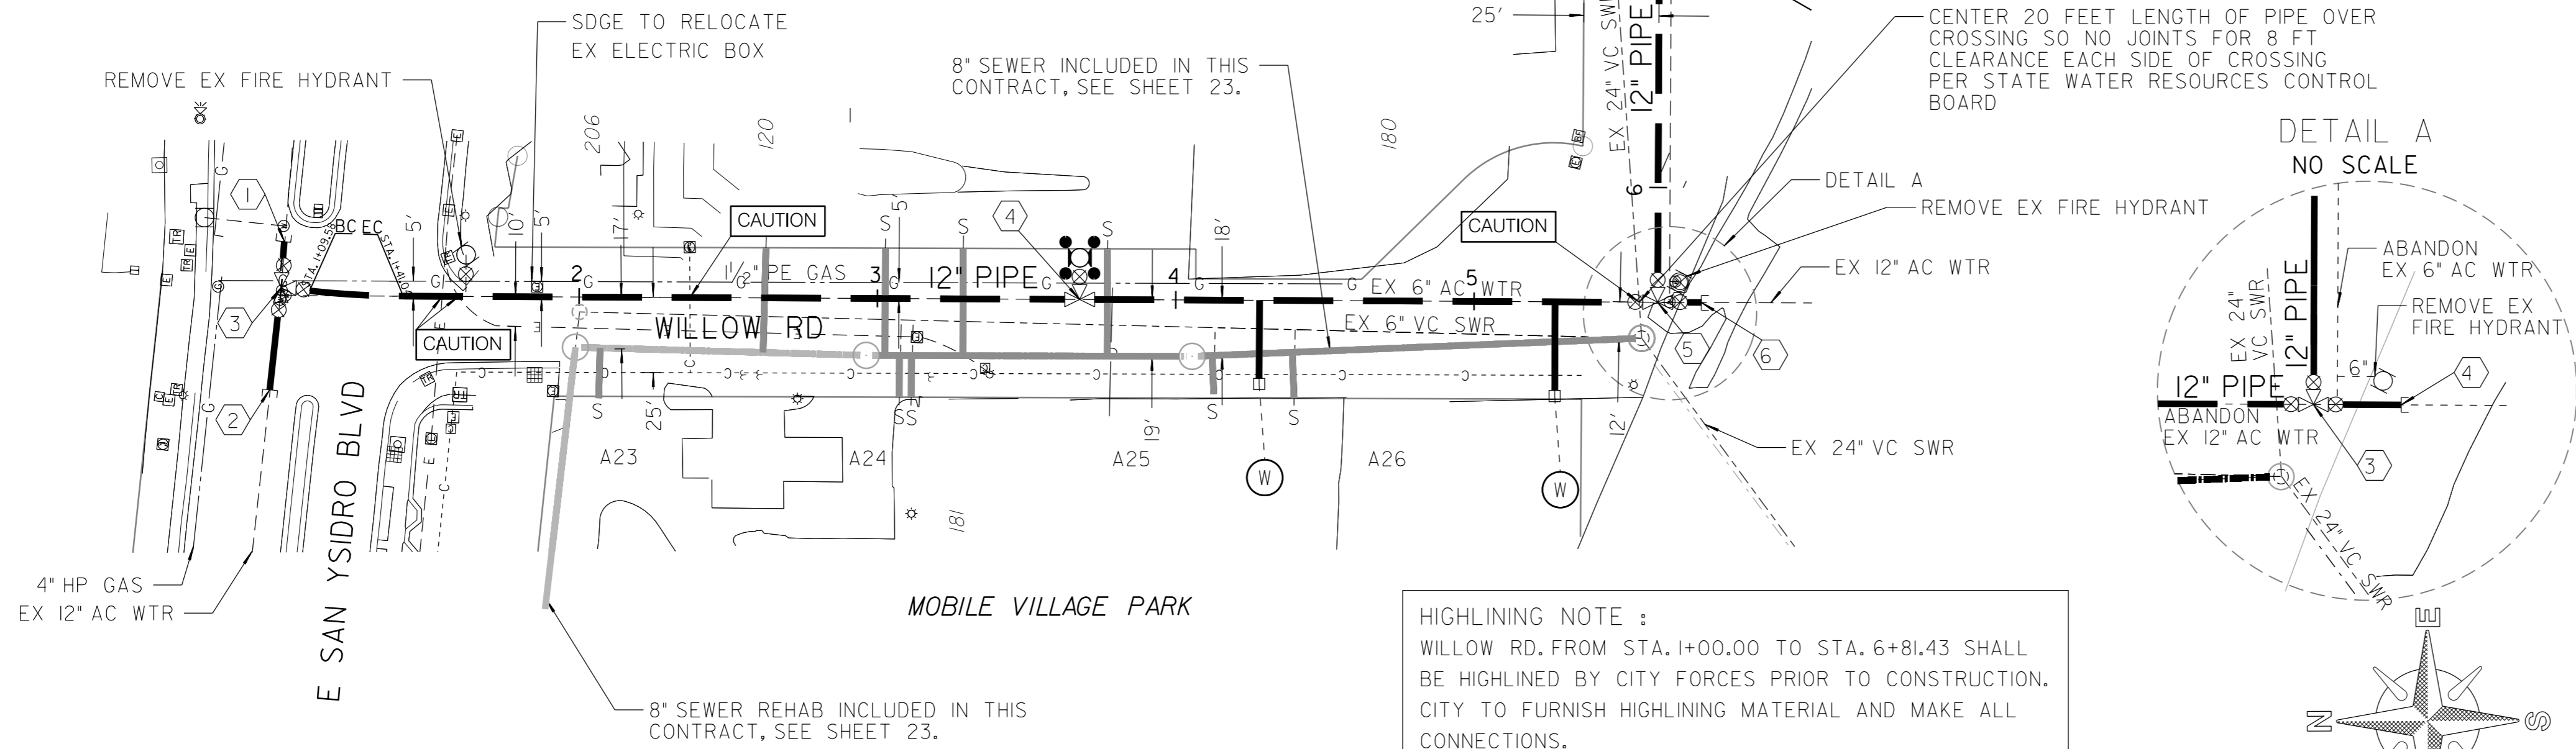 SDGE TO RELOCATE
EX ELECTRIC BOX
REMOVE EX FIRE HYDRANT
8" SEWER INCLUDED IN THIS
CONTRACT, SEE SHEET 23.
25'
EX 24" VC SWR
12" PIPE
6
CENTER 20 FEET LENGTH OF PIPE OVER
CROSSING SO NO JOINTS FOR 8 FT
CLEARANCE EACH SIDE OF CROSSING
PER STATE WATER RESOURCES CONTROL
BOARD
DETAIL A
NO SCALE
DETAIL A
REMOVE EX FIRE HYDRANT
EX 12" AC WTR
206
120
180
1
BC EC
STA. 1+09.58
5'
10'
5'
17'
CAUTION
S
S
5'
4
S
18'
CAUTION
2
1½" PE GAS
3
12" PIPE
4
EX 6" AC WTR
5
3
CAUTION
WILLOW RD
EX 6" VC SWR
5
6
2
E SAN YSIDRO BLVD
S
25'
SS
19'
S
S
12'
A23
A24
A25
A26
W
W
EX 24" VC SWR
181
4" HP GAS
EX 12" AC WTR
MOBILE VILLAGE PARK
8" SEWER REHAB INCLUDED IN THIS
CONTRACT, SEE SHEET 23.
HIGHLINING NOTE :
WILLOW RD. FROM STA. 1+00.00 TO STA. 6+81.43 SHALL
BE HIGHLINED BY CITY FORCES PRIOR TO CONSTRUCTION.
CITY TO FURNISH HIGHLINING MATERIAL AND MAKE ALL
CONNECTIONS.
ABANDON
EX 6" AC WTR
REMOVE EX
FIRE HYDRANT
EX 24"
VC SWR
12" PIPE
6"
4
12" PIPE
ABANDON
EX 12" AC WTR
3
EX 24" VC SWR
E
N
S